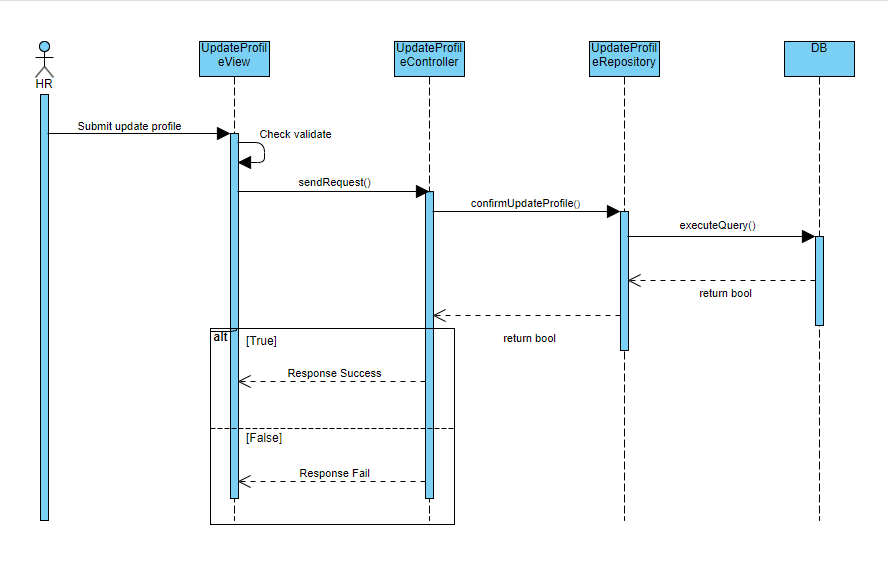 UpdateProfil
eView
UpdateProfil
eController
UpdateProfil
eRepository
DB
HR
Submit update profile
Check validate
sendRequest()
confirmUpdateProfile()
executeQuery()
return bool
return bool
alt
[True]
Response Success
[False]
Response Fail